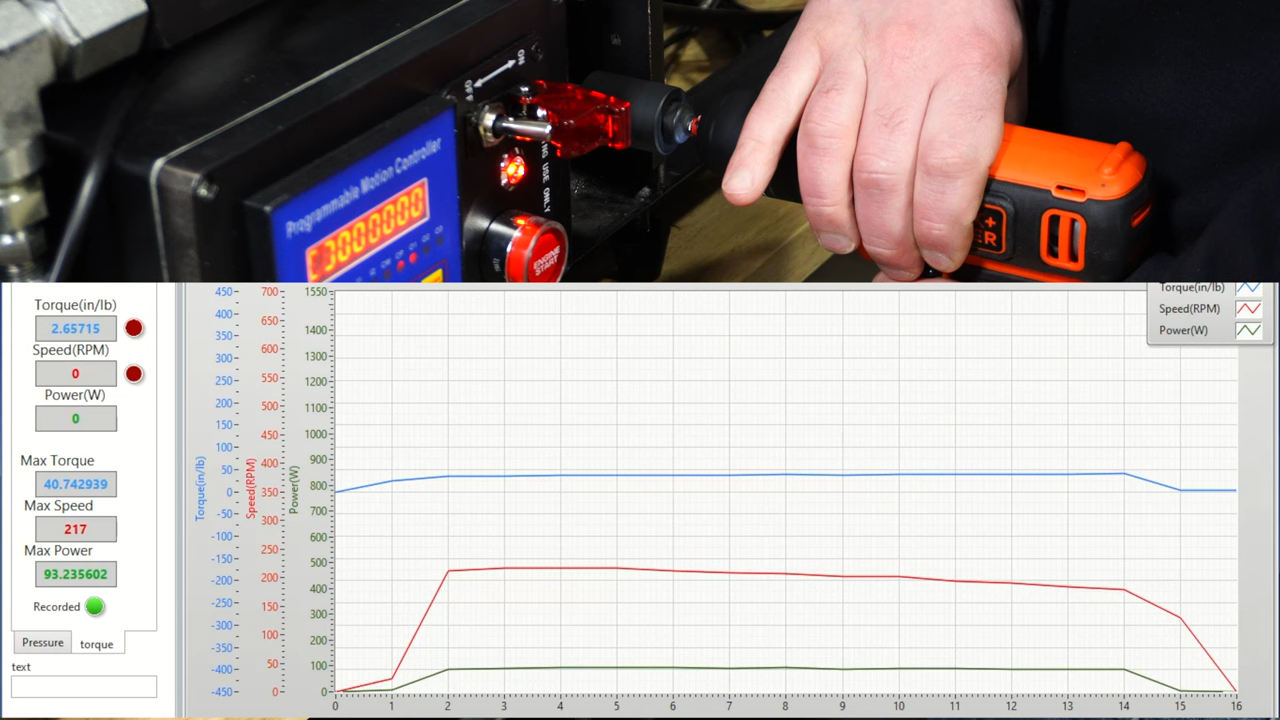 ON
OFF
NG USE ONLY
Programmable Motion Controller
ENGINE
START
Torque(in/lb)
2.65715
Speed(RPM)
0
Power(W)
0
Max Torque
40.742939
Max Speed
217
Max Power
93.235602
Recorded
Pressure
torque
text
Torque(in/lb)
Speed(RPM)
Power(W)
450
400
350
300
250
200
150
100
50
0
-50
-100
-150
-200
-250
-300
-350
-400
-450
Torque(in/lb)
700
650
600
550
500
450
400
350
300
250
200
150
100
50
0
Speed(RPM)
1550
1400
1300
1200
1100
1000
900
800
700
600
500
400
300
200
100
0
Power(W)
0 1 2 3 4 5 6 7 8 9 10 11 12 13 14 15 16